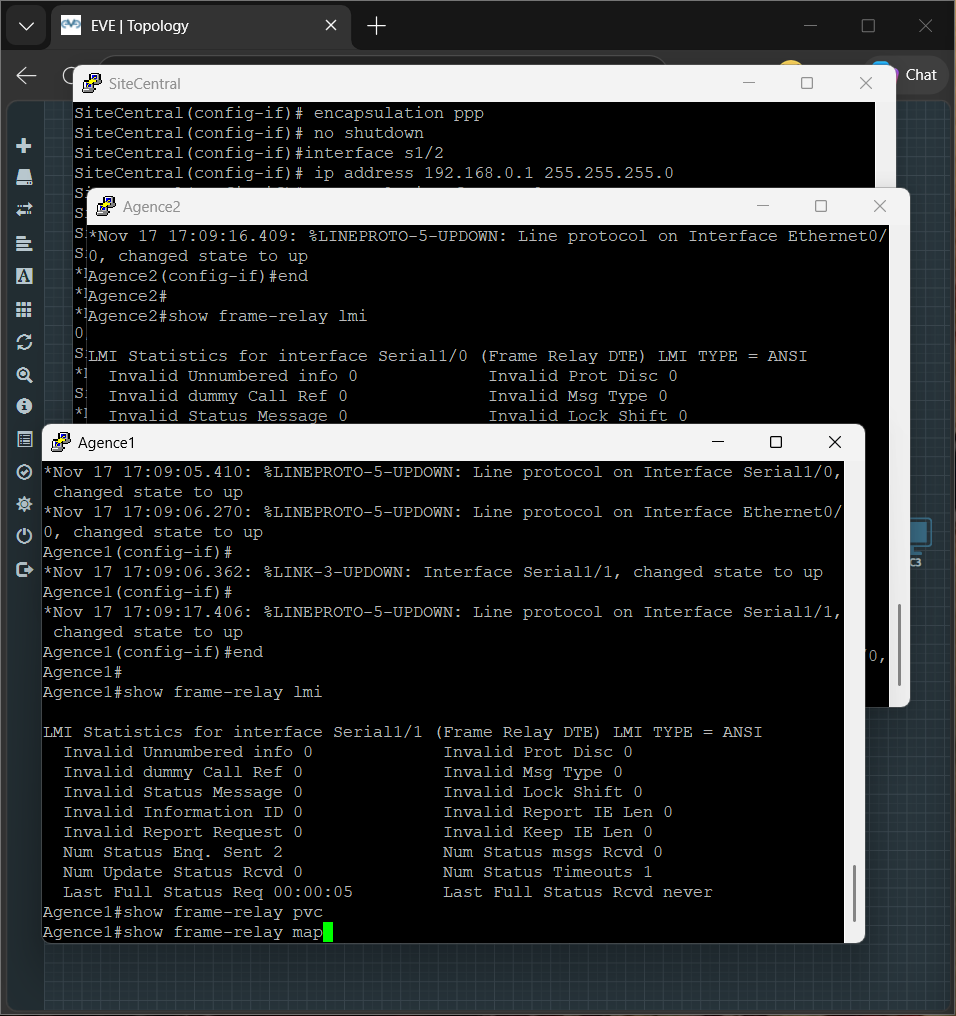 EVE | Topology
Chat
SiteCentral
SiteCentral(config-if)# encapsulation ppp
SiteCentral(config-if)# no shutdown
SiteCentral(config-if)#interface s1/2
SiteCentral(config-if)# ip address 192.168.0.1 255.255.255.0
Agence2
*Nov 17 17:09:16.409: %LINEPROTO-5-UPDOWN: Line protocol on Interface Ethernet0/
0, changed state to up
Agence2(config-if)#end
Agence2#
Agence2#show frame-relay lmi
LMI Statistics for interface Serial1/0 (Frame Relay DTE) LMI TYPE = ANSI
Invalid Unnumbered info 0 Invalid Prot Disc 0
Invalid dummy Call Ref 0 Invalid Msg Type 0
Invalid Status Message 0 Invalid Lock Shift 0
Agence1
*Nov 17 17:09:05.410: %LINEPROTO-5-UPDOWN: Line protocol on Interface Serial1/0,
changed state to up
*Nov 17 17:09:06.270: %LINEPROTO-5-UPDOWN: Line protocol on Interface Ethernet0/
0, changed state to up
Agence1(config-if)#
*Nov 17 17:09:06.362: %LINK-3-UPDOWN: Interface Serial1/1, changed state to up
Agence1(config-if)#
*Nov 17 17:09:17.406: %LINEPROTO-5-UPDOWN: Line protocol on Interface Serial1/1,
changed state to up
Agence1(config-if)#end
Agence1#
Agence1#show frame-relay lmi
LMI Statistics for interface Serial1/1 (Frame Relay DTE) LMI TYPE = ANSI
Invalid Unnumbered info 0 Invalid Prot Disc 0
Invalid dummy Call Ref 0 Invalid Msg Type 0
Invalid Status Message 0 Invalid Lock Shift 0
Invalid Information ID 0 Invalid Report IE Len 0
Invalid Report Request 0 Invalid Keep IE Len 0
Num Status Enq. Sent 2 Num Status msgs Rcvd 0
Num Update Status Rcvd 0 Num Status Timeouts 1
Last Full Status Req 00:00:05 Last Full Status Rcvd never
Agence1#show frame-relay pvc
Agence1#show frame-relay map